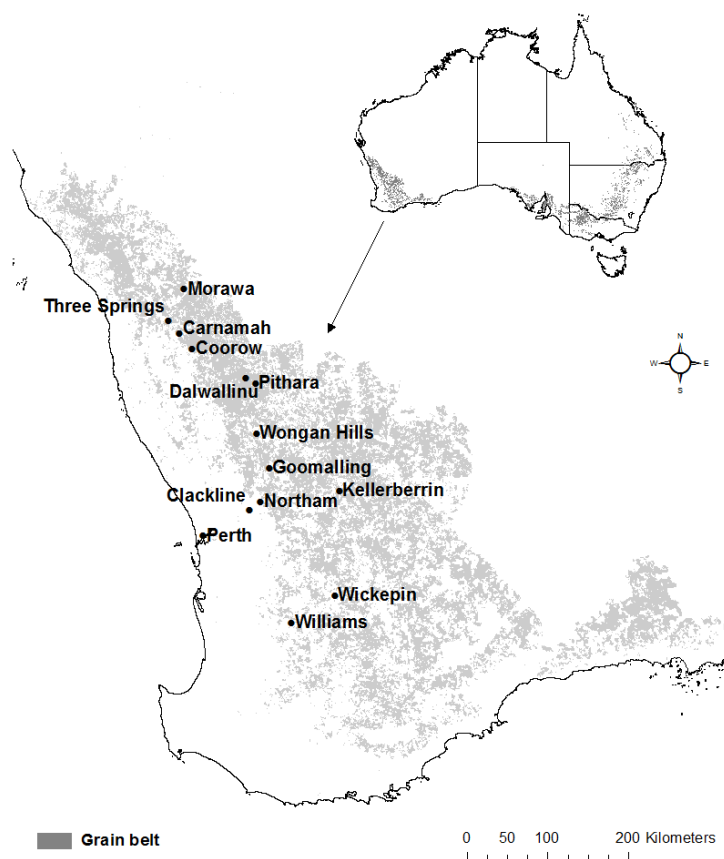 Morawa
Three Springs
Carnamah
Coorow
Dalwallinu
Pithara
Wongan Hills
Goomalling
Kellerberrin
Clackline
Northam
Perth
Wickepin
Williams
N
W E
S
Grain belt
0 50 100 200 Kilometers